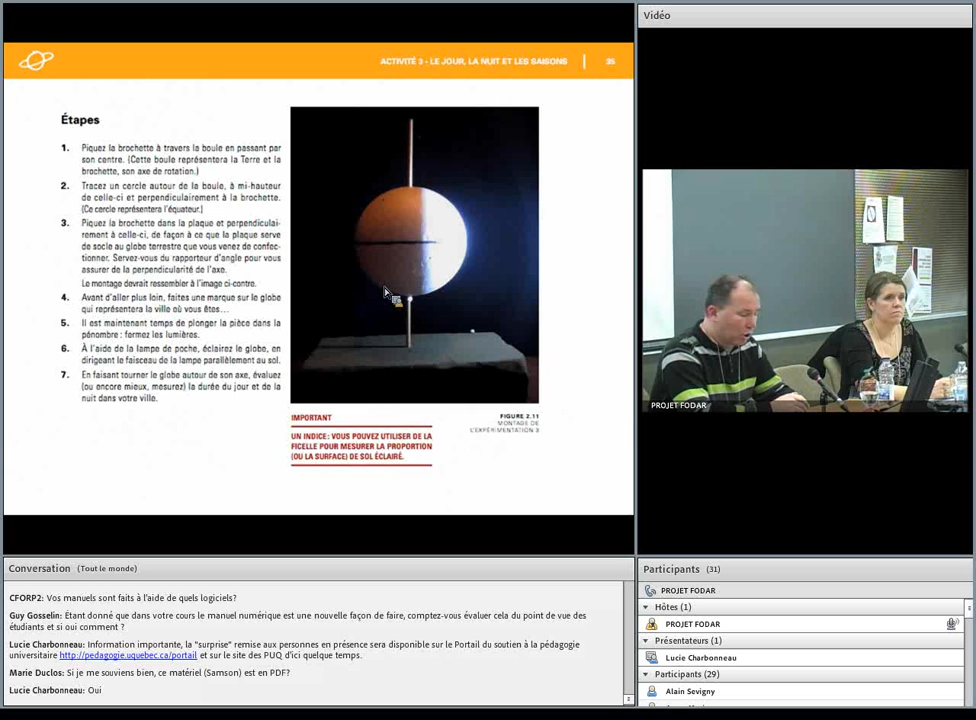 ACTIVITÉ 2 - LE JOUR, LA NUIT ET LES SAISONS
35
Étapes
1. Piquez la brochette à travers la boule en passant par
son centre. (Cette boule représentera la Terre et la
brochette, son axe de rotation.)
2. Tracez un cercle autour de la boule, à mi-hauteur
de celle-ci et perpendiculairement à la brochette.
(Ce cercle représentera l'équateur.)
3. Piquez la brochette dans la plaque et perpendiculai-
rement à celle-ci, de façon à ce que la plaque serve
de socle au globe terrestre que vous venez de confec-
tionner. Servez-vous du rapporteur d'angle pour vous
assurer de la perpendicularité de l'axe.
Le montage devrait ressembler à l'image ci-contre.
4. Avant d'aller plus loin, faites une marque sur le globe
qui représentera la ville où vous êtes...
5. Il est maintenant temps de plonger la pièce dans la
pénombre : fermez les lumières.
6. À l'aide de la lampe de poche, éclairez le globe, en
dirigeant le faisceau de la lampe parallèlement au sol.
7. En faisant tourner le globe autour de son axe, évaluez
(ou encore mieux, mesurez) la durée du jour et de la
nuit dans votre ville.
IMPORTANT
UN INDICE : VOUS POUVEZ UTILISER DE LA
FICELLE POUR MESURER LA PROPORTION
(OU LA SURFACE) DE SOL ÉCLAIRÉ.
FIGURE 2.11
MONTAGE DE
L'EXPÉRIMENTATION 3
Vidéo
PROJET FODAR
Conversation (Tout le monde)
CFORP2: Vos manuels sont faits à l'aide de quels logiciels?
Guy Gosselin: Étant donné que dans votre cours le manuel numérique est une nouvelle façon de faire, comptez-vous évaluer cela du point de vue des
étudiants et si oui comment ?
Lucie Charbonneau: Information importante, la "surprise" remise aux personnes en présence sera disponible sur le Portail du soutien à la pédagogie
universitaire http://pedagogie.uquebec.ca/portail et sur le site des PUQ d'ici quelque temps.
Marie Duclos: Si je me souviens bien, ce matériel (Samson) est en PDF?
Lucie Charbonneau: Oui
Participants (31)
PROJET FODAR
Hôtes (1)
PROJET FODAR
Présentateurs (1)
Lucie Charbonneau
Participants (29)
Alain Sevigny